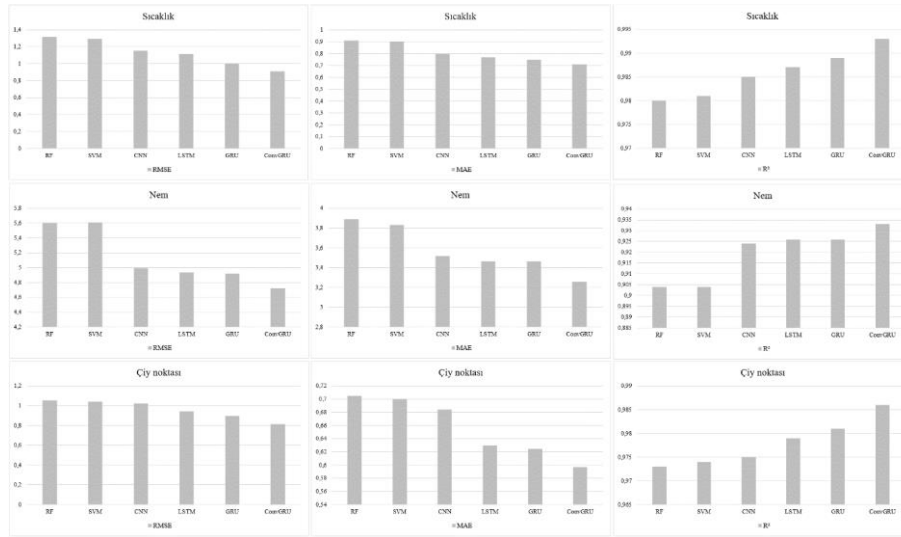 Sıcaklık
1,4
1,2
1
0,8
0,6
0,4
0,2
0
RF SVM CNN LSTM GRU ConvGRU
RMSE
Sıcaklık
1
0,9
0,8
0,7
0,6
0,5
0,4
0,3
0,2
0,1
0
RF SVM CNN LSTM GRU ConvGRU
MAE
Sıcaklık
0,995
0,99
0,985
0,98
0,975
0,97
RF SVM CNN LSTM GRU ConvGRU
R²
Nem
5,8
5,6
5,4
5,2
5
4,8
4,6
4,4
4,2
RF SVM CNN LSTM GRU ConvGRU
RMSE
Nem
4
3,8
3,6
3,4
3,2
3
2,8
RF SVM CNN LSTM GRU ConvGRU
MAE
Nem
0,94
0,935
0,93
0,925
0,92
0,915
0,91
0,905
0,9
0,895
0,89
0,885
RF SVM CNN LSTM GRU ConvGRU
R²
Çiy noktası
1,2
1
0,8
0,6
0,4
0,2
0
RF SVM CNN LSTM GRU ConvGRU
RMSE
Çiy noktası
0,72
0,7
0,68
0,66
0,64
0,62
0,6
0,58
0,56
0,54
RF SVM CNN LSTM GRU ConvGRU
MAE
Çiy noktası
0,99
0,985
0,98
0,975
0,97
0,965
RF SVM CNN LSTM GRU ConvGRU
R²